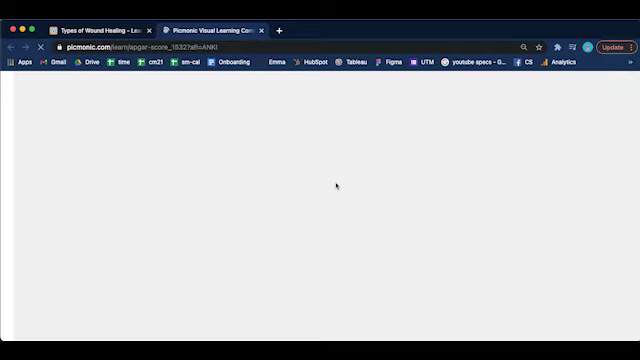 Types of Wound Healing - Lea
Picmonic Visual Learning Com
picmonic.com/learn/apgar-score_1532?afl=ANKI
Update
Apps Gmail Drive time cm21 sm-cal Onboarding Emma HubSpot Tableau Figma UTM youtube specs - G... CS Analytics »